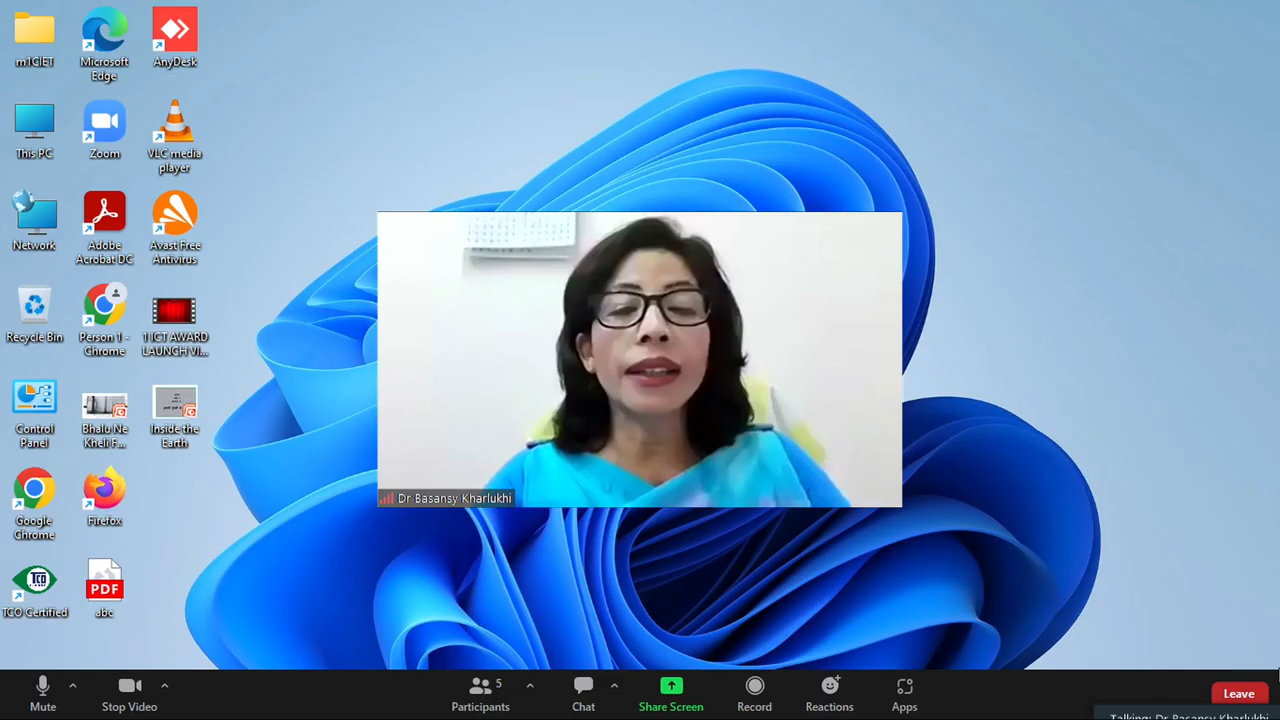 m1CIET
Microsoft
Edge
AnyDesk
This PC
Zoom
VLC media
player
Network
Adobe
Acrobat DC
Avast Free
Antivirus
Recycle Bin
Person 1 -
Chrome
1 ICT AWARD
LAUNCH VI...
Control
Panel
Bhalu Ne
Kheli F...
Inside the
Earth
Google
Chrome
Firefox
TCO
TCO Certified
PDF
abc
Dr Basansy Kharlukhi
Mute
Stop Video
5
Participants
Chat
Share Screen
Record
Reactions
Apps
Leave
Talking: Dr Basansy Kharlukhi